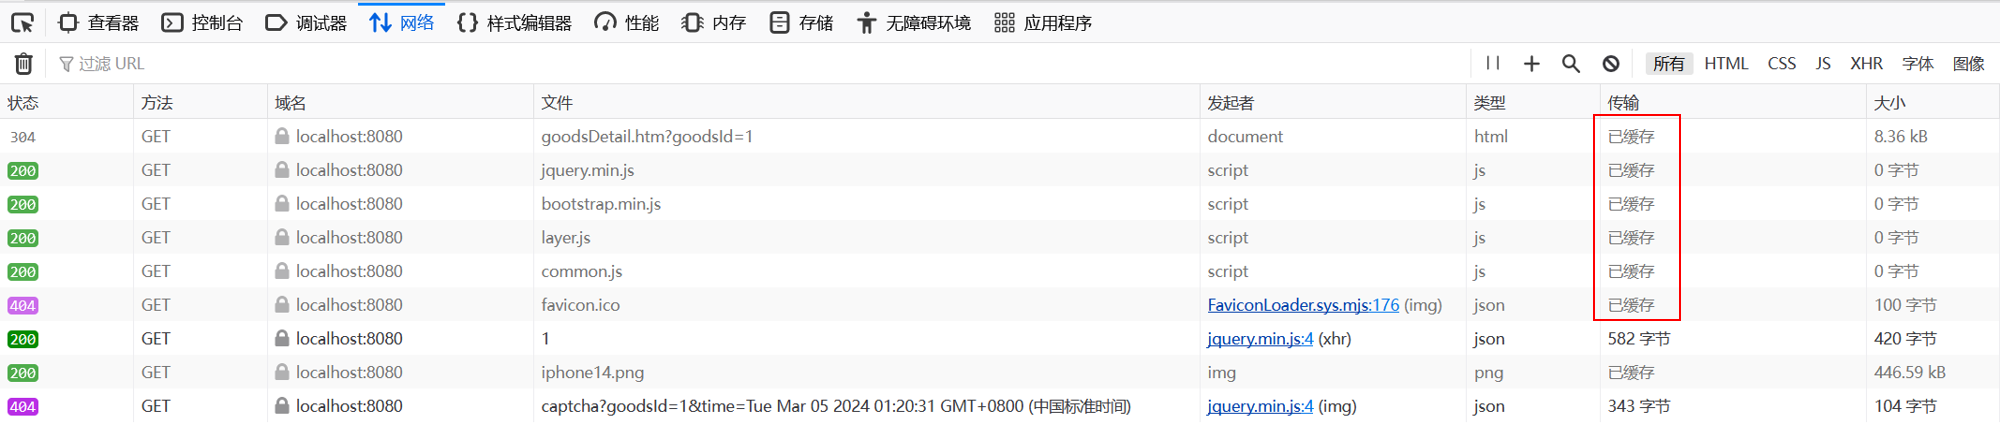 查看器 控制台 调试器 网络 样式编辑器 性能 内存 存储 无障碍环境 应用程序
过滤 URL 所有 HTML CSS JS XHR 字体 图像
状态 方法 域名 文件 发起者 类型 传输 大小
304 GET localhost:8080 goodsDetail.htm?goodsId=1 document html 已缓存 8.36 kB
200 GET localhost:8080 jquery.min.js script js 已缓存 0 字节
200 GET localhost:8080 bootstrap.min.js script js 已缓存 0 字节
200 GET localhost:8080 layer.js script js 已缓存 0 字节
200 GET localhost:8080 common.js script js 已缓存 0 字节
404 GET localhost:8080 favicon.ico FaviconLoader.sys.mjs:176 (img) json 已缓存 100 字节
200 GET localhost:8080 1 jquery.min.js:4 (xhr) json 582 字节 420 字节
200 GET localhost:8080 iphone14.png img png 已缓存 446.59 kB
404 GET localhost:8080 captcha?goodsId=1&time=Tue Mar 05 2024 01:20:31 GMT+0800 (中国标准时间) jquery.min.js:4 (img) json 343 字节 104 字节